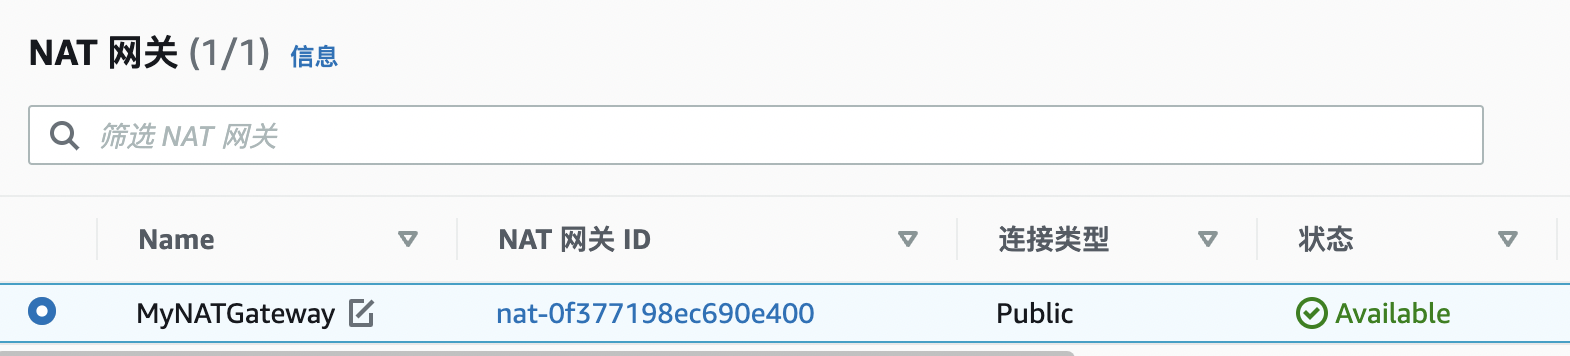 NAT 网关 (1/1) 信息
筛选 NAT 网关
Name NAT 网关 ID 连接类型 状态
MyNATGateway nat-0f377198ec690e400 Public Available